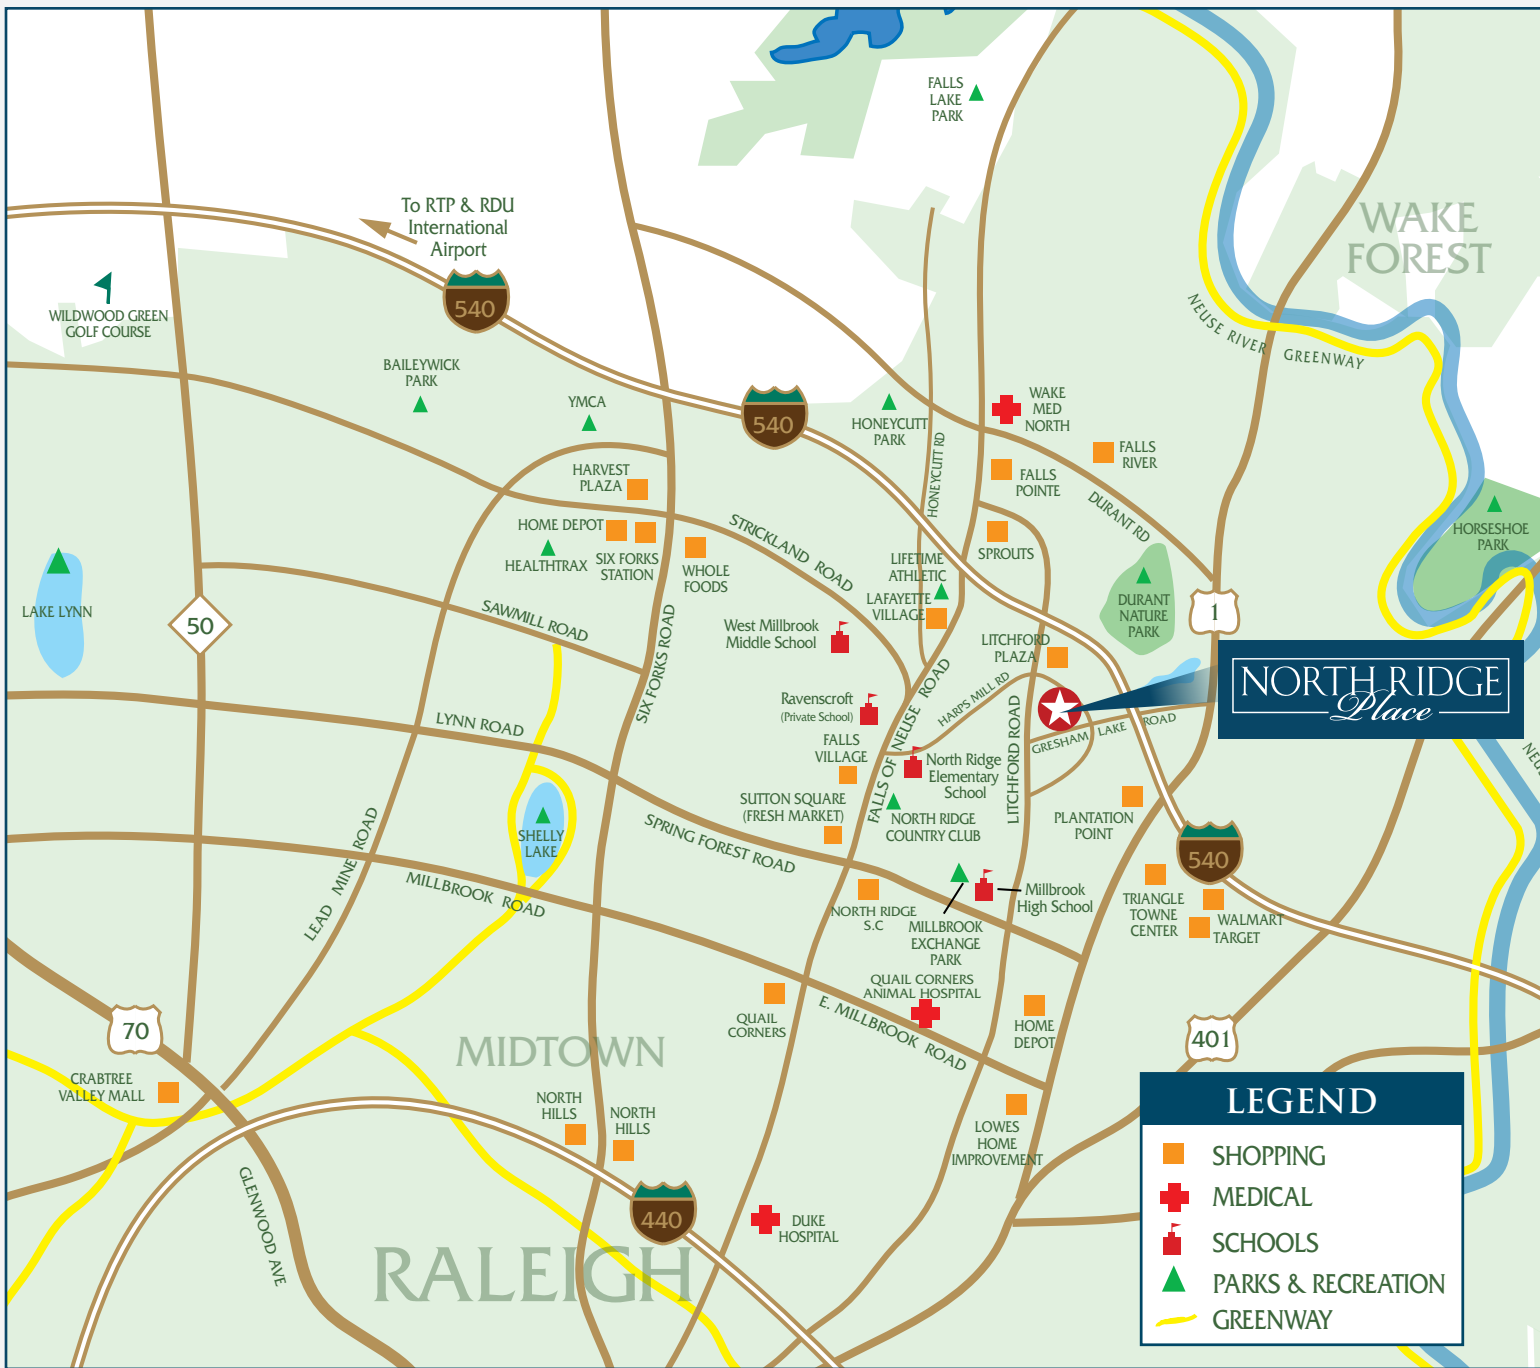 FALLS
LAKE
PARK
To RTP & RDU
International
Airport
WAKE
FOREST
540
WILDWOOD GREEN
GOLF COURSE
NEUSE RIVER GREENWAY
BAILEYWICK
PARK
YMCA
540
HONEYCUTT
PARK
WAKE
MED
NORTH
FALLS
RIVER
HARVEST
PLAZA
HONEYCUTT RD
FALLS
POINTE
DURANT RD
HOME DEPOT
SIX FORKS
STATION
HEALTHTRAX
WHOLE
FOODS
STRICKLAND ROAD
SPROUTS
HORSESHOE
PARK
LIFETIME
ATHLETIC
LAFAYETTE
VILLAGE
DURANT
NATURE
PARK
1
LAKE LYNN
50
SAWMILL ROAD
SIX FORKS ROAD
West Millbrook
Middle School
LITCHFORD
PLAZA
HARPS MILL RD
NORTH RIDGE
Place
Ravenscroft
(Private School)
LYNN ROAD
FALLS OF NEUSE ROAD
LITCHFORD ROAD
GRESHAM LAKE ROAD
FALLS
VILLAGE
North Ridge
Elementary
School
SUTTON SQUARE
(FRESH MARKET)
NORTH RIDGE
COUNTRY CLUB
PLANTATION
POINT
SHELLY
LAKE
SPRING FOREST ROAD
540
LEAD MINE ROAD
MILLBROOK ROAD
NORTH RIDGE
S.C
Millbrook
High School
MILLBROOK
EXCHANGE
PARK
TRIANGLE
TOWNE
CENTER
WALMART
TARGET
QUAIL CORNERS
ANIMAL HOSPITAL
QUAIL
CORNERS
E. MILLBROOK ROAD
HOME
DEPOT
70
MIDTOWN
401
CRABTREE
VALLEY MALL
NORTH
HILLS
NORTH
HILLS
LOWES
HOME
IMPROVEMENT
GLENWOOD AVE
440
DUKE
HOSPITAL
RALEIGH
LEGEND
SHOPPING
MEDICAL
SCHOOLS
PARKS & RECREATION
GREENWAY